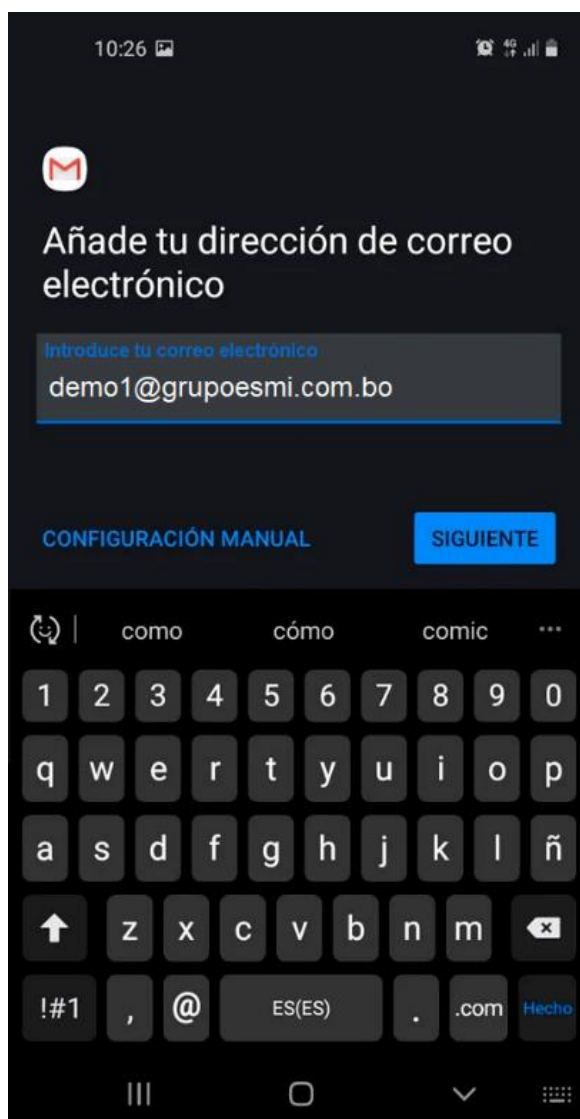 10:26
4G
Añade tu dirección de correo
electrónico
Introduce tu correo electrónico
demo1@grupoesmi.com.bo
CONFIGURACIÓN MANUAL SIGUIENTE
como cómo comic ...
1 2 3 4 5 6 7 8 9 0
q w e r t y u i o p
a s d f g h j k l ñ
z x c v b n m
!#1 , @ ES(ES) . .com Hecho